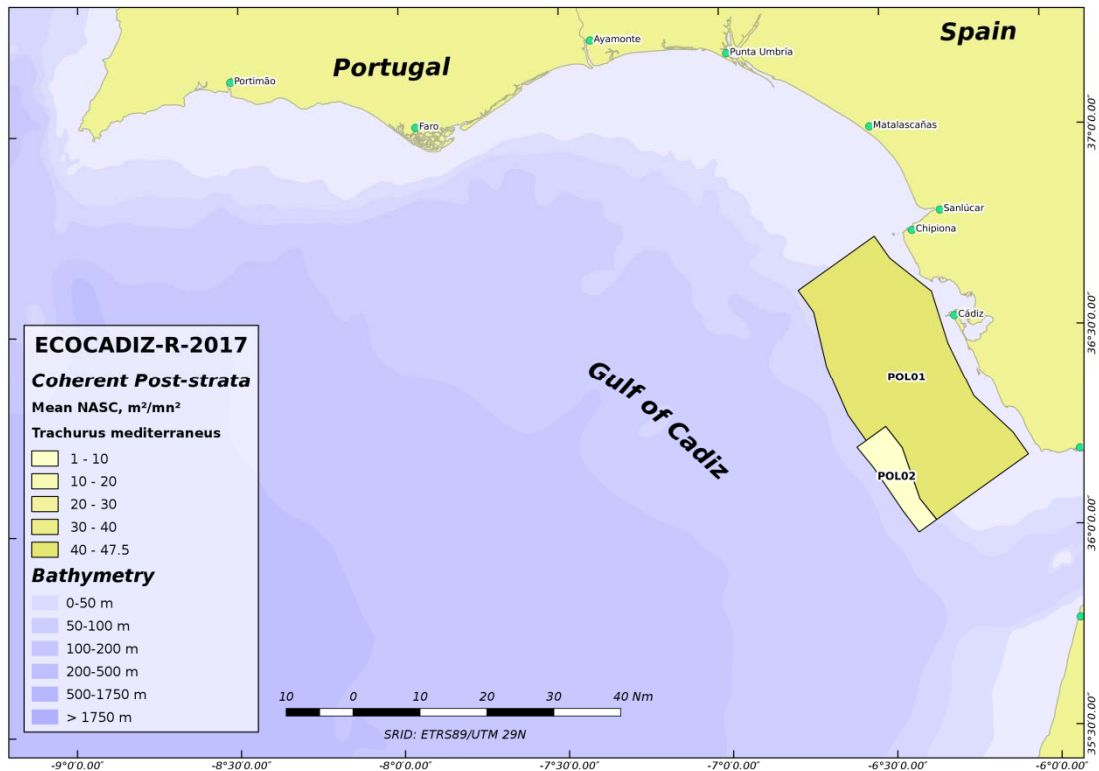 Spain
Ayamonte
Punta Umbría
Portugal
Portimão
Faro
Matalascañas
37°0'0.00"
Sanlúcar
Chipiona
Cádiz
36°30'0.00"
ECOCADIZ-R-2017
Coherent Post-strata
Mean NASC, m²/mn²
Trachurus mediterraneus
1 - 10
10 - 20
20 - 30
30 - 40
40 - 47.5
Bathymetry
0-50 m
50-100 m
100-200 m
200-500 m
500-1750 m
> 1750 m
Gulf of Cadiz
POL01
POL02
36°0'0.00"
10 0 10 20 30 40 Nm
SRID: ETRS89/UTM 29N
35°30'0.00"
-9°0'0.00" -8°30'0.00" -8°0'0.00" -7°30'0.00" -7°0'0.00" -6°30'0.00" -6°0'0.00"